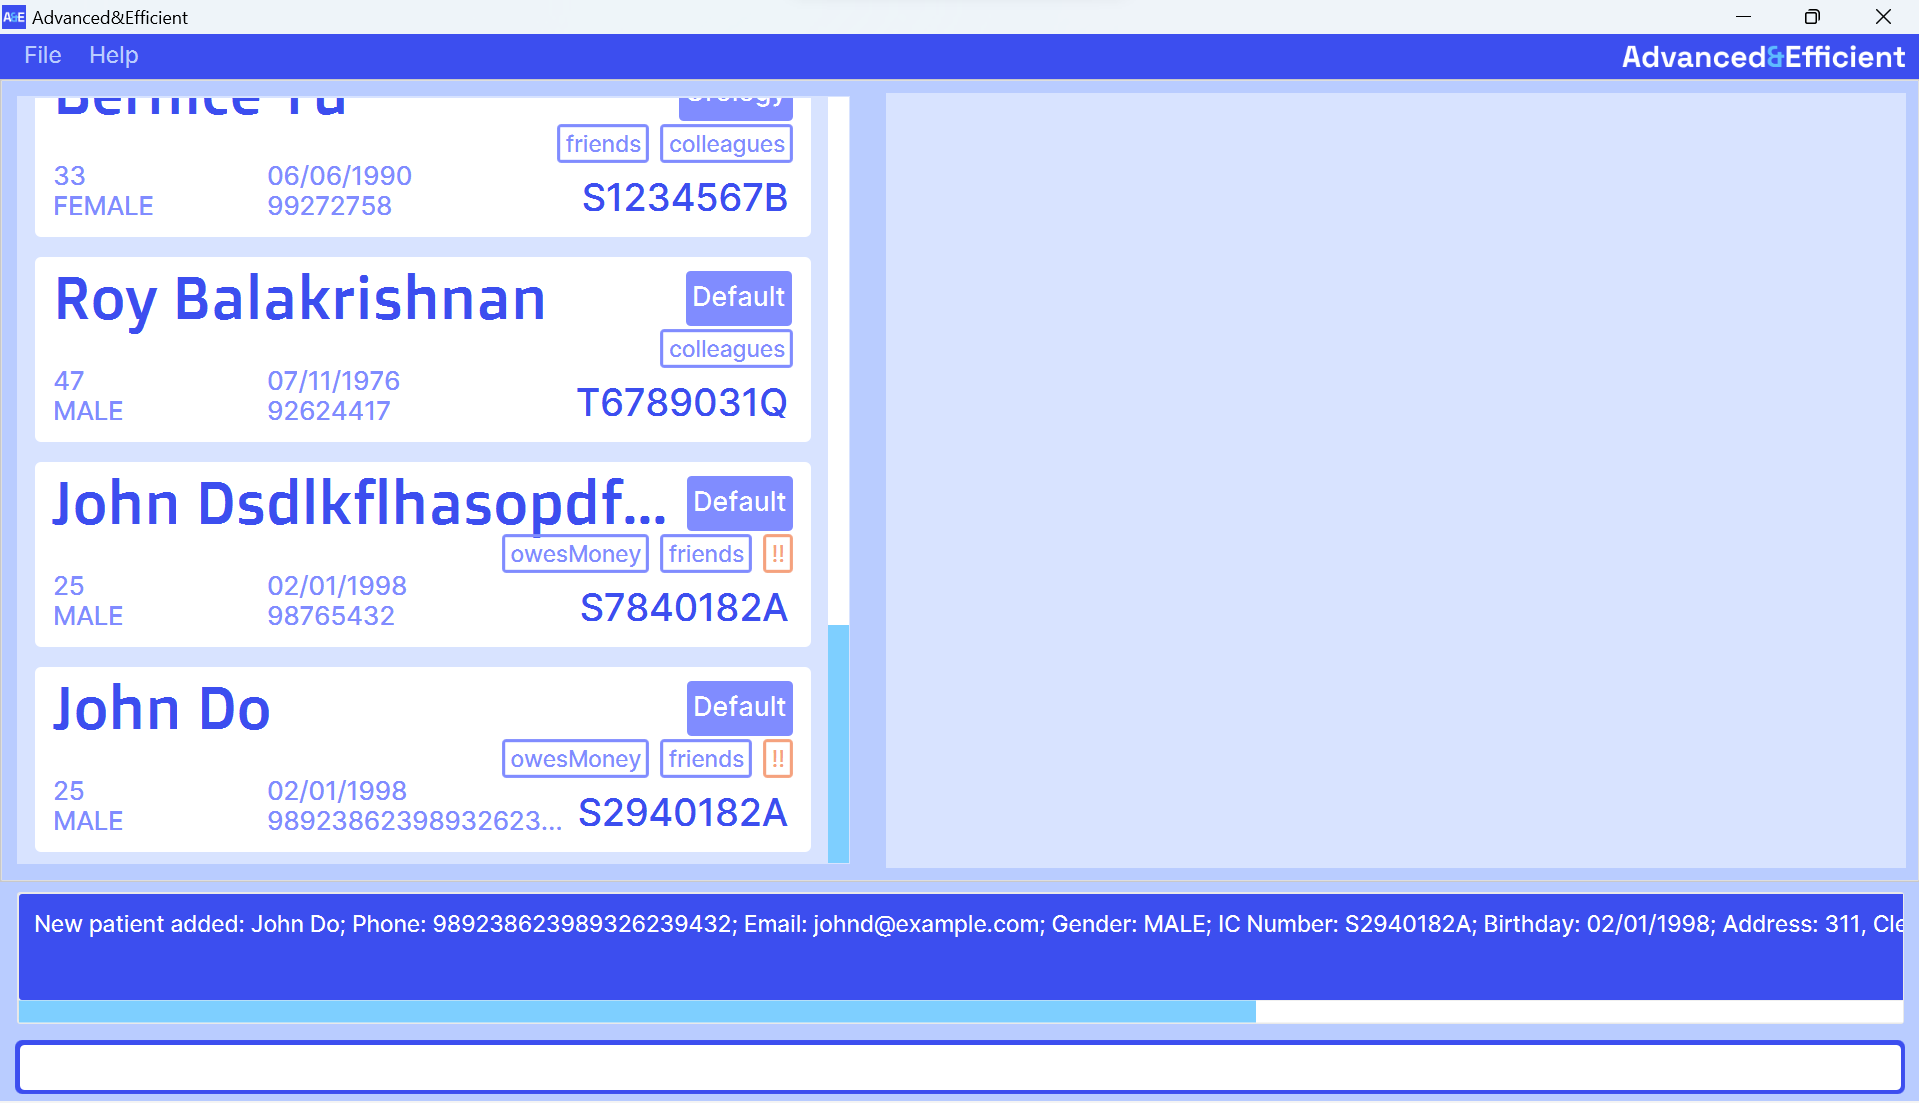 Advanced&Efficient
File Help
Advanced&Efficient
Bernice Yu
Urology
friends colleagues
33 06/06/1990
FEMALE 99272758
S1234567B
Roy Balakrishnan
Default
colleagues
47 07/11/1976
MALE 92624417
T6789031Q
John Dsdlkflhasopdf...
Default
owesMoney friends !!
25 02/01/1998
MALE 98765432
S7840182A
John Do
Default
owesMoney friends !!
25 02/01/1998
MALE 98923862398932623...
S2940182A
New patient added: John Do; Phone: 989238623989326239432; Email: johnd@example.com; Gender: MALE; IC Number: S2940182A; Birthday: 02/01/1998; Address: 311, Cle